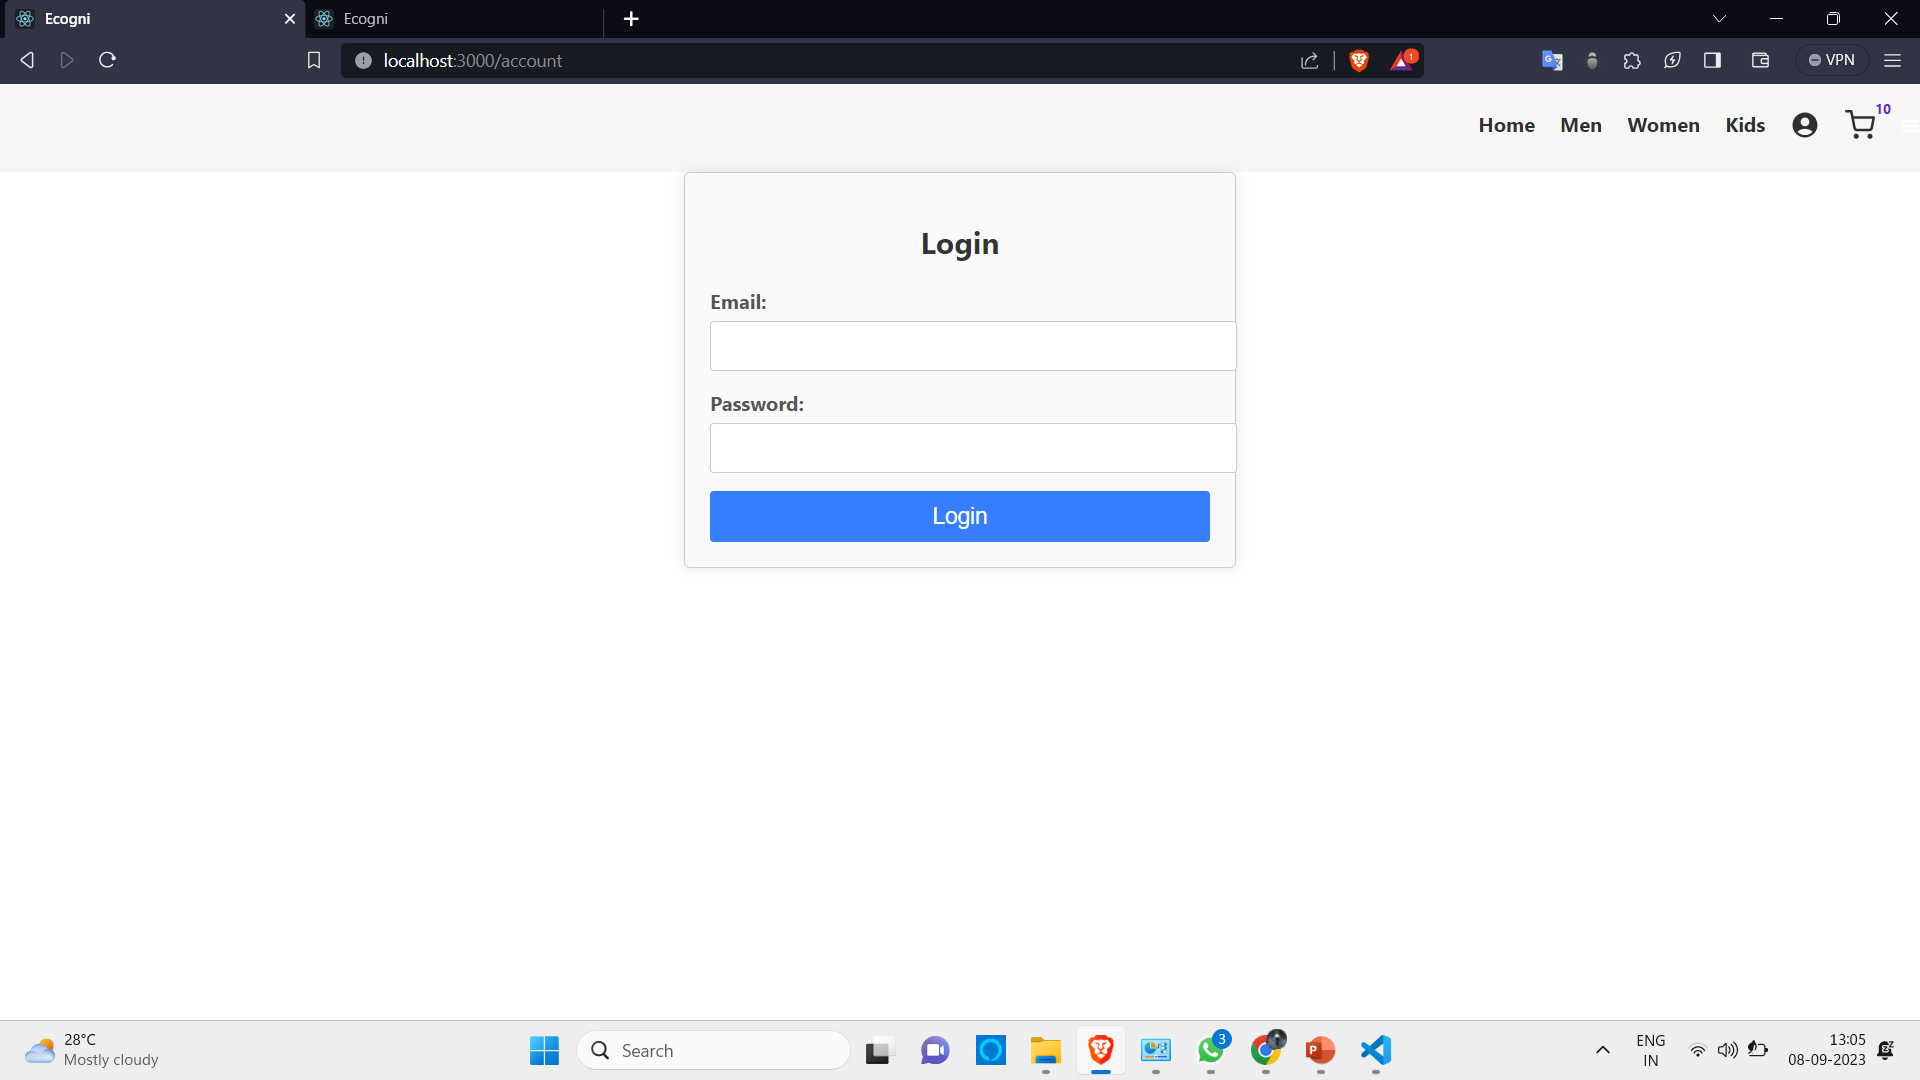 Ecogni
Ecogni
localhost:3000/account
1
VPN
Home Men Women Kids 10
Login
Email:
Password:
Login
28°C
Mostly cloudy
Search
3
ENG
IN
13:05
08-09-2023